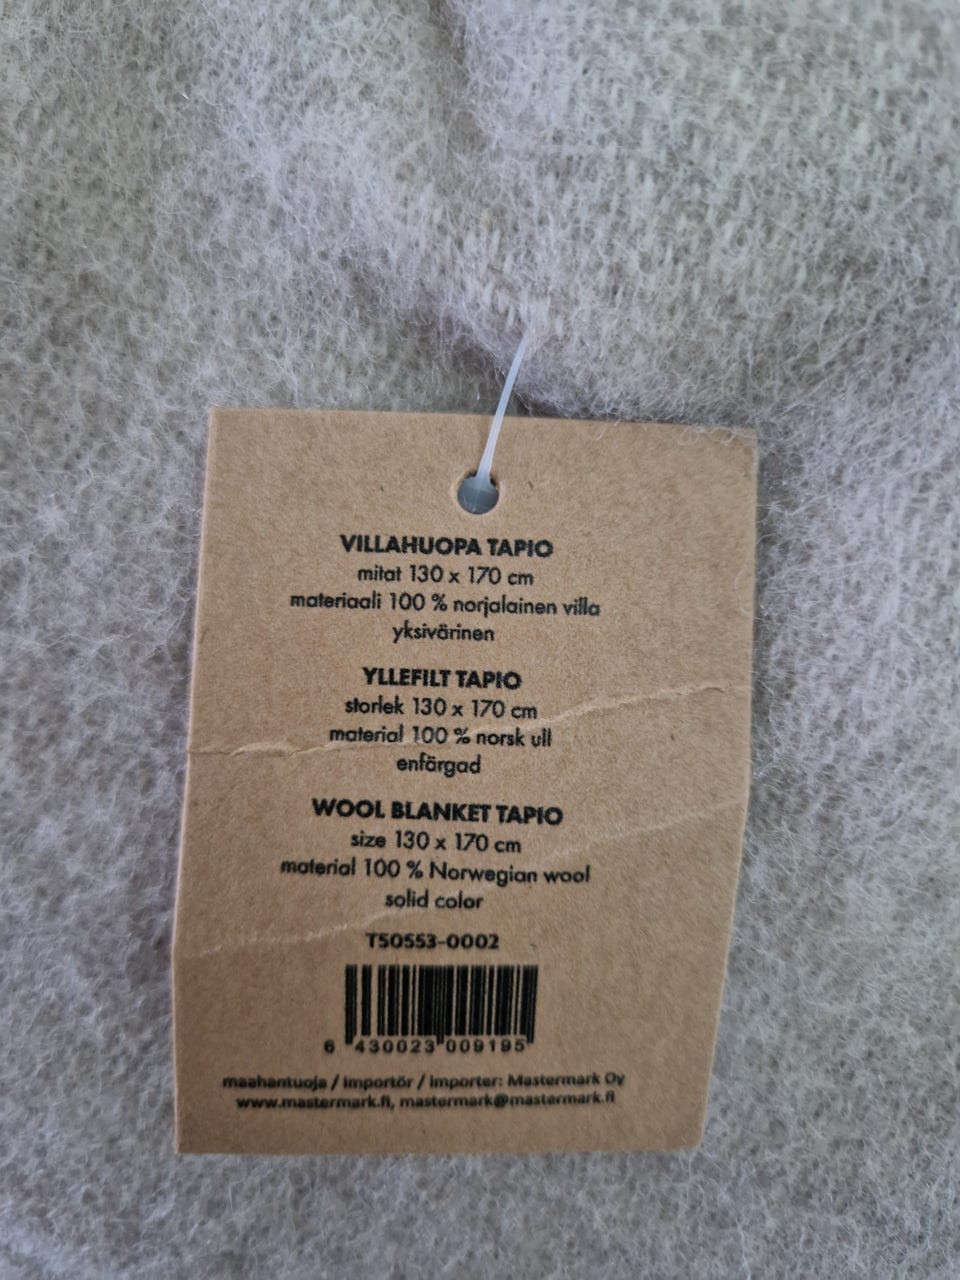 VILLAHUOPA TAPIO
mitat 130 x 170 cm
materiaali 100 % norjalainen villa
yksivärinen
YLLEFILT TAPIO
storlek 130 x 170 cm
material 100 % norsk ull
enfärgad
WOOL BLANKET TAPIO
size 130 x 170 cm
material 100 % Norwegian wool
solid color
T50553-0002
6 430023 009195
maahantuoja / importör / importer: Mastermark Oy
www.mastermark.fi, mastermark@mastermark.fi